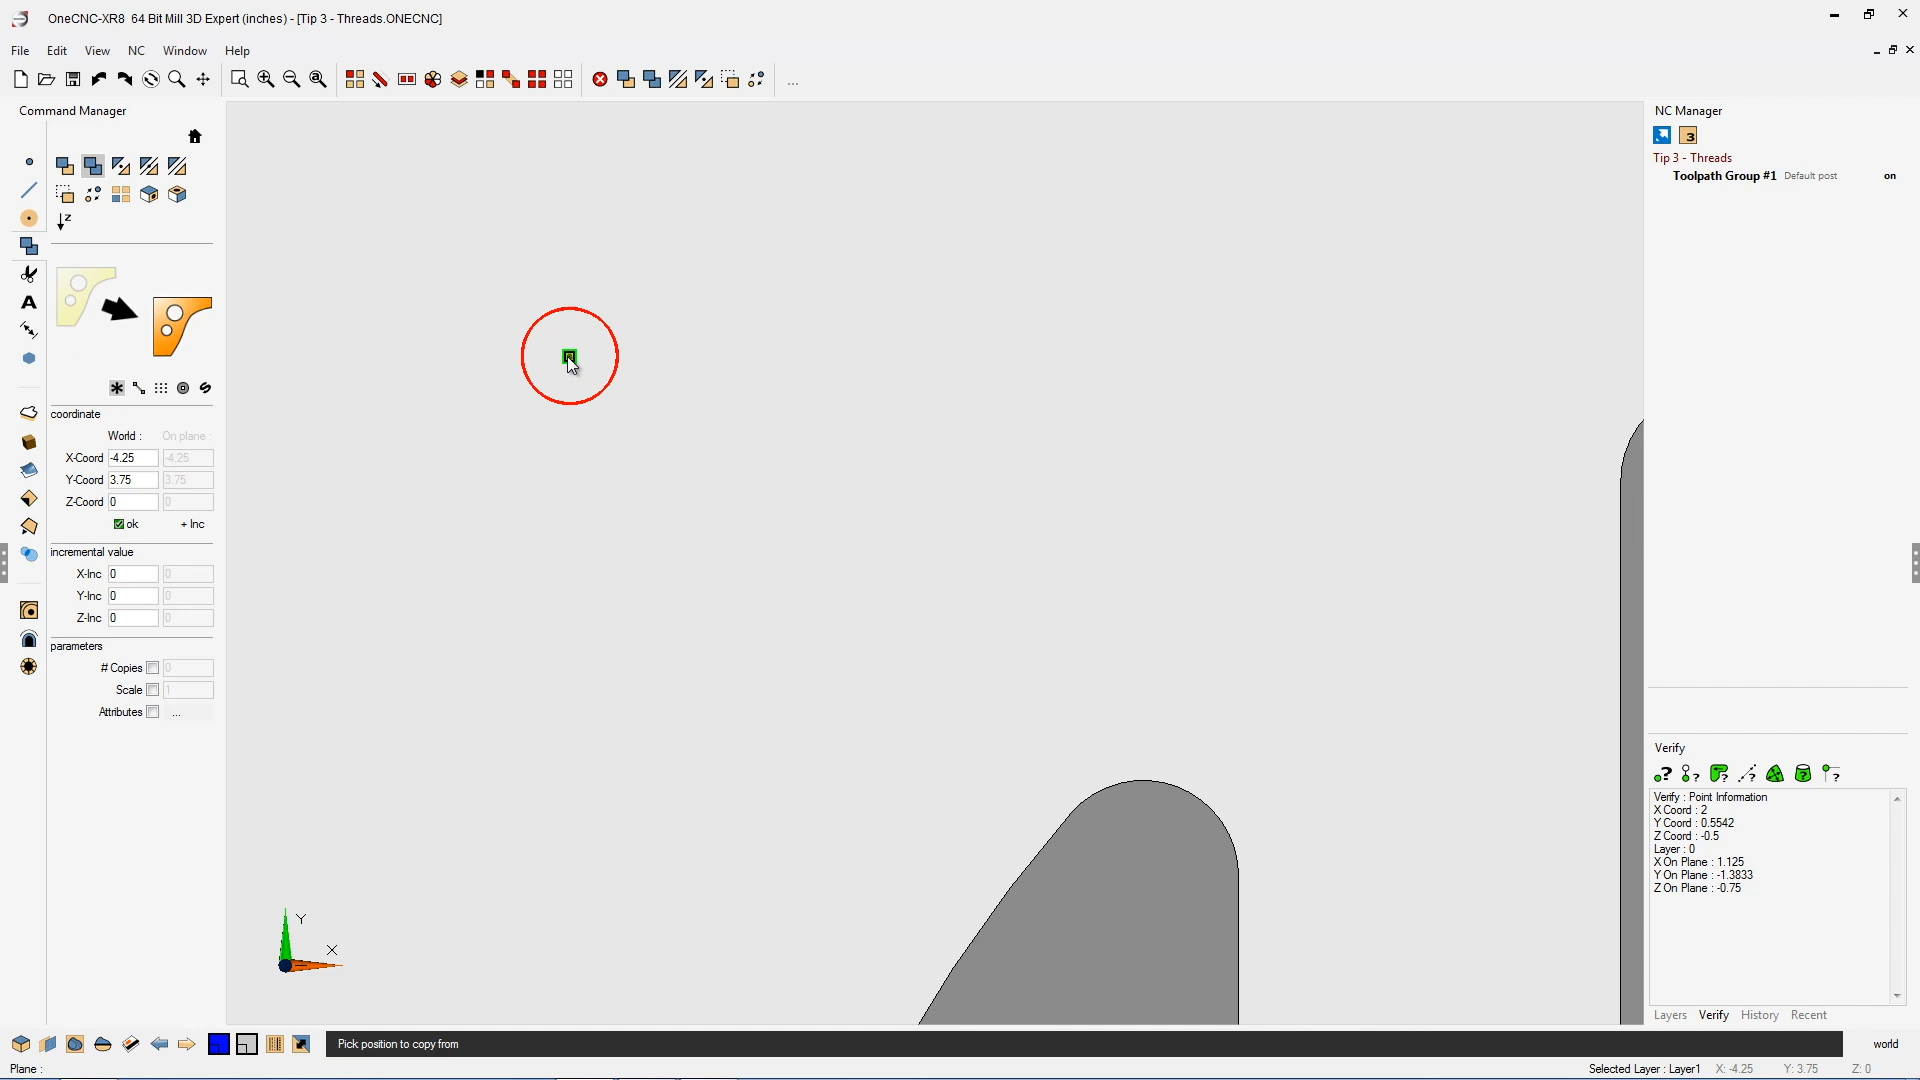 OneCNC-XR8 64 Bit Mill 3D Expert (inches) - [Tip 3 - Threads.ONECNC]
File Edit View NC Window Help
...
Command Manager
NC Manager
3
Tip 3 - Threads
Toolpath Group #1 Default post on
Z
A
coordinate
World : On plane :
X-Coord -4.25 -4.25
Y-Coord 3.75 3.75
Z-Coord 0 0
ok + Inc
incremental value
X-Inc 0 0
Y-Inc 0 0
Z-Inc 0 0
parameters
# Copies 0
Scale 1
Attributes ...
Y
X
Verify
Verify : Point Information
X Coord : 2
Y Coord : 0.5542
Z Coord : -0.5
Layer : 0
X On Plane : 1.125
Y On Plane : -1.3833
Z On Plane : -0.75
Layers Verify History Recent
Pick position to copy from
world
Plane :
Selected Layer : Layer1 X: -4.25 Y: 3.75 Z: 0